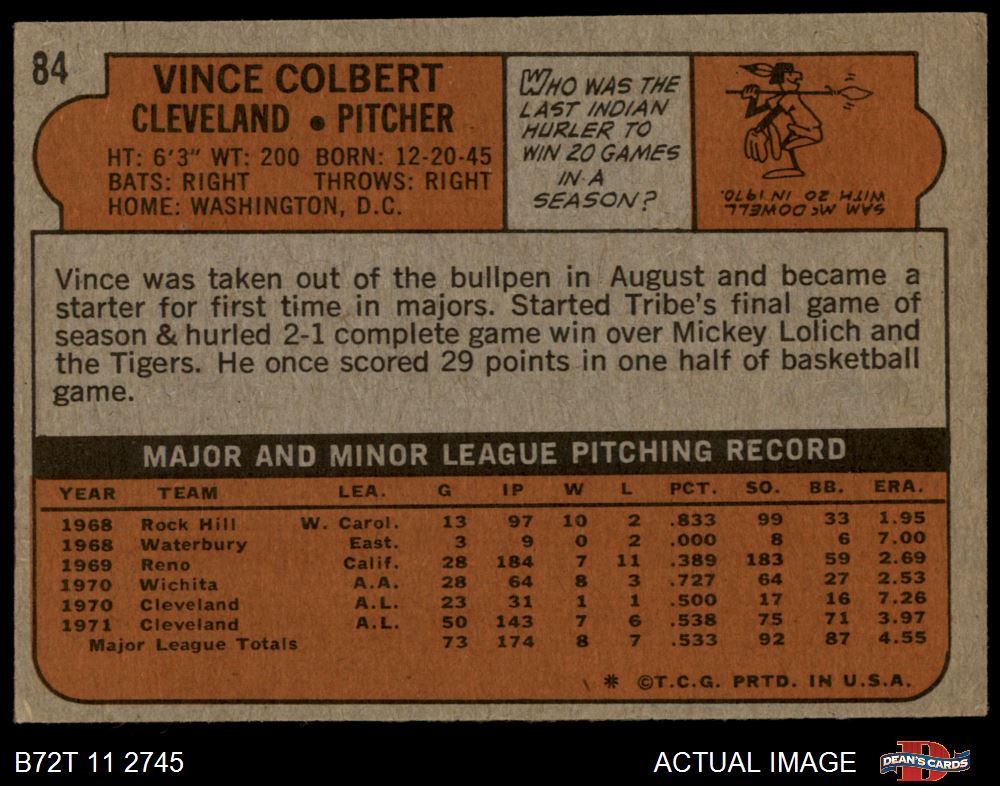 84
VINCE COLBERT
CLEVELAND • PITCHER
HT: 6'3" WT: 200 BORN: 12-20-45
BATS: RIGHT THROWS: RIGHT
HOME: WASHINGTON, D.C.
WHO WAS THE
LAST INDIAN
HURLER TO
WIN 20 GAMES
IN A
SEASON?
SAM McDOWELL WAS
WITH 20 IN 1970.
Vince was taken out of the bullpen in August and became a
starter for first time in majors. Started Tribe's final game of
season & hurled 2-1 complete game win over Mickey Lolich and
the Tigers. He once scored 29 points in one half of basketball
game.
MAJOR AND MINOR LEAGUE PITCHING RECORD
YEAR TEAM LEA. G IP W L PCT. SO. BB. ERA.
1968 Rock Hill W. Carol. 13 97 10 2 .833 99 33 1.95
1968 Waterbury East. 3 9 0 2 .000 8 6 7.00
1969 Reno Calif. 28 184 7 11 .389 183 59 2.69
1970 Wichita A.A. 28 64 8 3 .727 64 27 2.53
1970 Cleveland A.L. 23 31 1 1 .500 17 16 7.26
1971 Cleveland A.L. 50 143 7 6 .538 75 71 3.97
Major League Totals 73 174 8 7 .533 92 87 4.55
* ©T.C.G. PRTD. IN U.S.A.
B72T 11 2745
ACTUAL IMAGE
D
DEAN'S CARDS